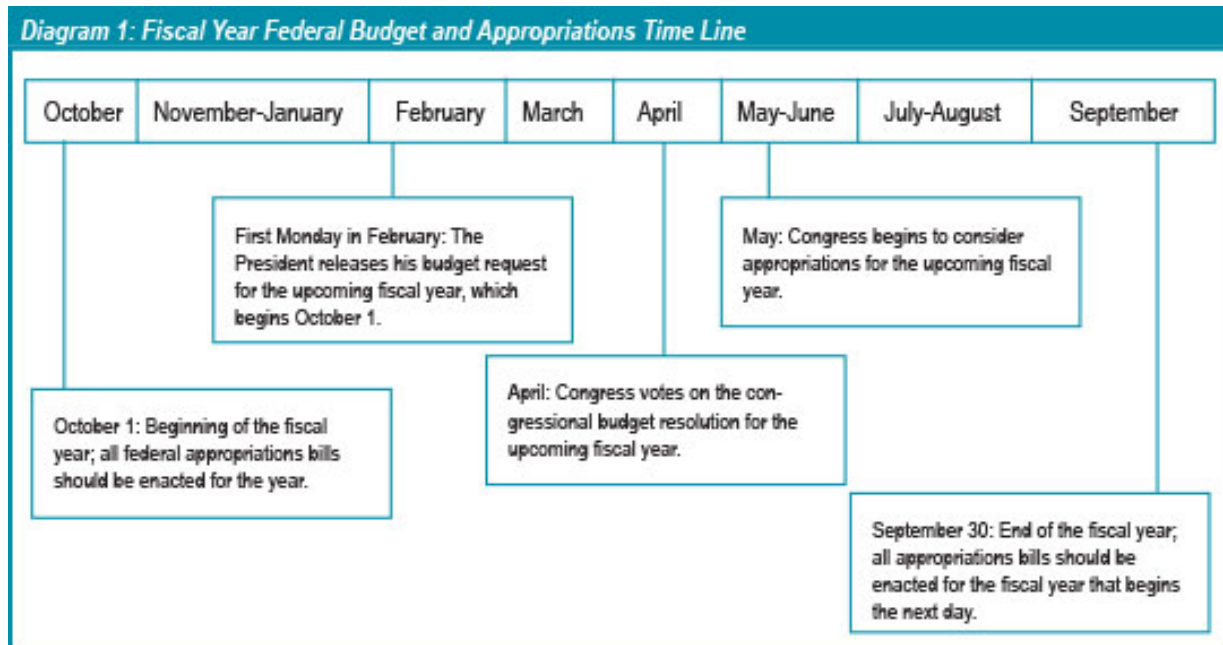 Diagram 1: Fiscal Year Federal Budget and Appropriations Time Line
October
November-January
February
March
April
May-June
July-August
September
First Monday in February: The
President releases his budget request
for the upcoming fiscal year, which
begins October 1.
May: Congress begins to consider
appropriations for the upcoming fiscal
year.
October 1: Beginning of the fiscal
year; all federal appropriations bills
should be enacted for the year.
April: Congress votes on the con-
gressional budget resolution for the
upcoming fiscal year.
September 30: End of the fiscal year;
all appropriations bills should be
enacted for the fiscal year that begins
the next day.